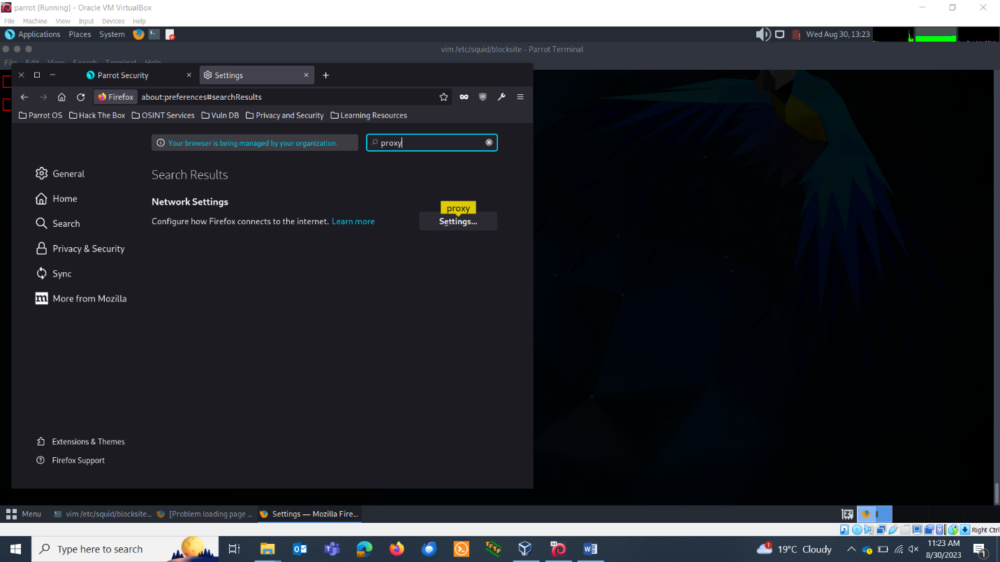 parrot [Running] - Oracle VM VirtualBox
File Machine View Input Devices Help
Applications Places System Wed Aug 30, 13:23
vim /etc/squid/blocksite - Parrot Terminal
File Edit View Search Terminal Help
Parrot Security Settings
Firefox about:preferences#searchResults
Parrot OS Hack The Box OSINT Services Vuln DB Privacy and Security Learning Resources
Your browser is being managed by your organization. proxy
General
Search Results
Home
Network Settings
proxy
Search
Configure how Firefox connects to the internet. Learn more Settings...
Privacy & Security
Sync
More from Mozilla
Extensions & Themes
Firefox Support
Menu vim /etc/squid/blocksite... [Problem loading page ... Settings — Mozilla Fire...
Right Ctrl
Type here to search 19°C Cloudy 11:23 AM
8/30/2023